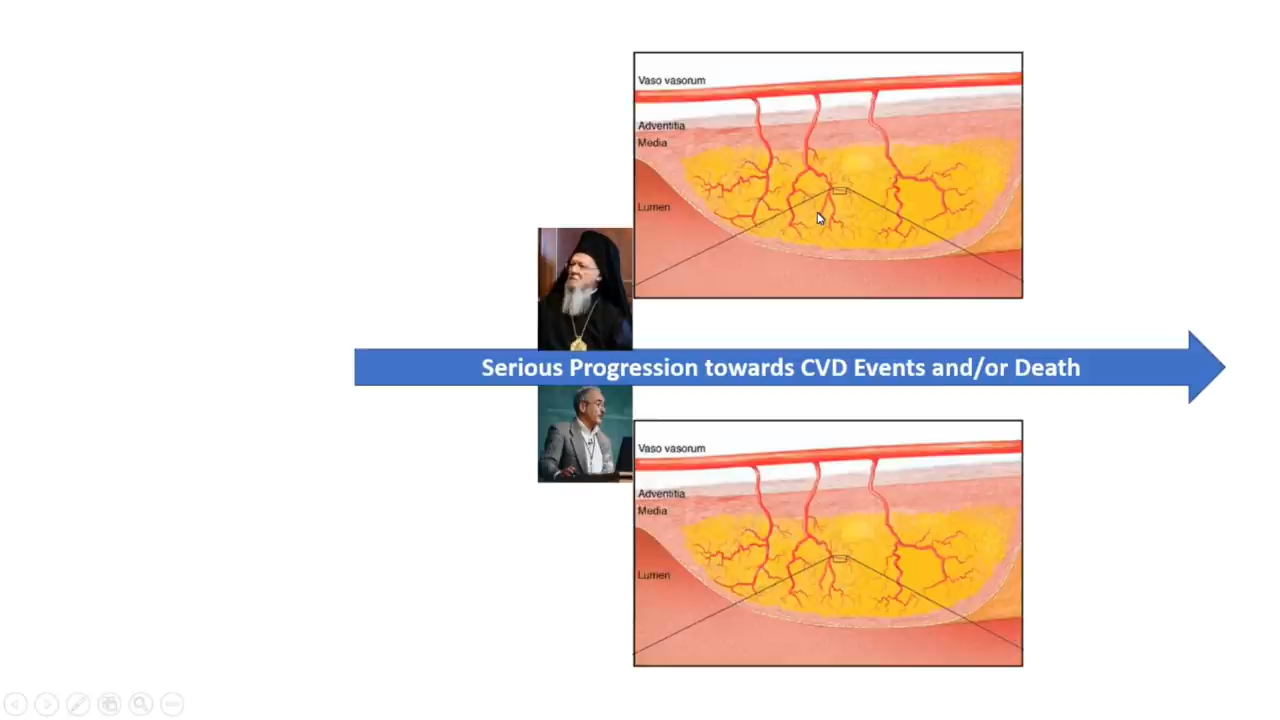 Vaso vasorum
Adventitia
Media
Lumen
Serious Progression towards CVD Events and/or Death
Vaso vasorum
Adventitia
Media
Lumen